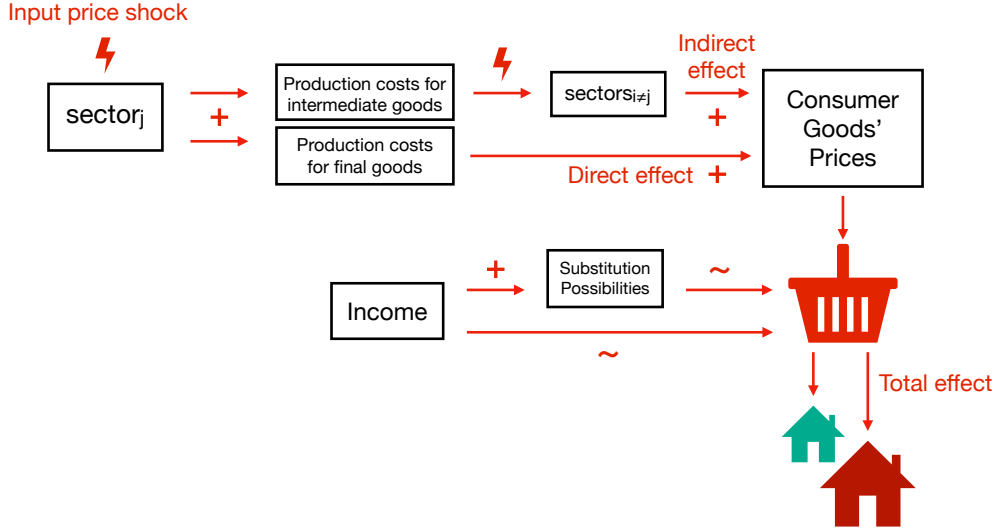 Input price shock
sectorj
+
Production costs for
intermediate goods
Production costs
for final goods
sectorsi≠j
Indirect
effect
+
Direct effect +
Consumer
Goods'
Prices
Income
+
Substitution
Possibilities
~
~
Total effect